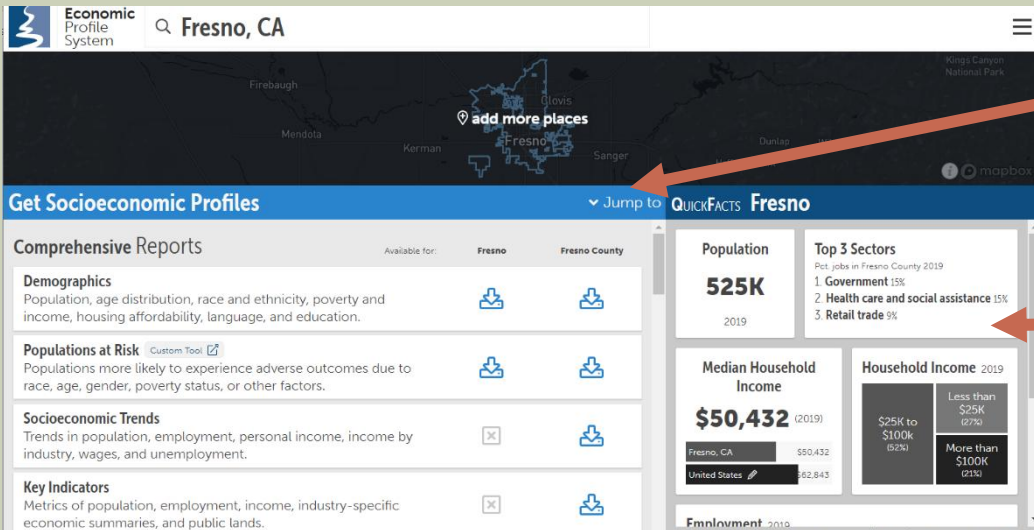 Economic
Profile
System
Fresno, CA
Kings Canyon
National Park
Firebaugh
Clovis
add more places
Mendota
Kerman
Fresno
Sanger
Dunlap
mapbox
Get Socioeconomic Profiles
Jump to
QUICKFACTS Fresno
Comprehensive Reports
Available for:
Fresno
Fresno County
Demographics
Population, age distribution, race and ethnicity, poverty and
income, housing affordability, language, and education.
Populations at Risk Custom Tool
Populations more likely to experience adverse outcomes due to
race, age, gender, poverty status, or other factors.
Socioeconomic Trends
Trends in population, employment, personal income, income by
industry, wages, and unemployment.
Key Indicators
Metrics of population, employment, income, industry-specific
economic summaries, and public lands.
Population
525K
2019
Top 3 Sectors
Pct. jobs in Fresno County 2019
1. Government 15%
2. Health care and social assistance 15%
3. Retail trade 9%
Median Household
Income
$50,432 (2019)
Fresno, CA $50,432
United States $62,843
Household Income 2019
$25K to
$100k
(52%)
Less than
$25K
(27%)
More than
$100K
(21%)
Employment 2019